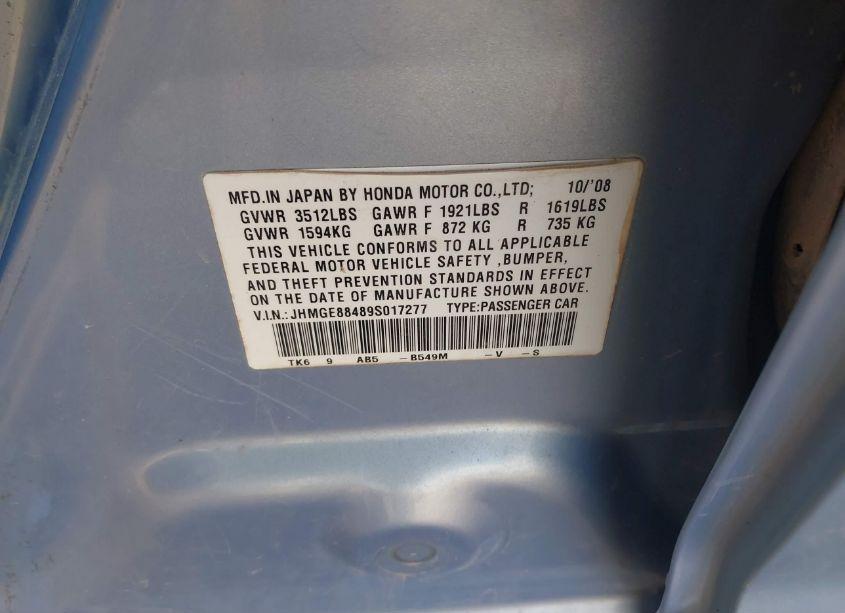 MFD.IN JAPAN BY HONDA MOTOR CO.,LTD; 10/'08
GVWR 3512LBS GAWR F 1921LBS R 1619LBS
GVWR 1594KG GAWR F 872 KG R 735 KG
THIS VEHICLE CONFORMS TO ALL APPLICABLE
FEDERAL MOTOR VEHICLE SAFETY ,BUMPER,
AND THEFT PREVENTION STANDARDS IN EFFECT
ON THE DATE OF MANUFACTURE SHOWN ABOVE.
V.I.N.:JHMGE88489S017277 TYPE:PASSENGER CAR
TK6 9 AB5 -B549M -V -S